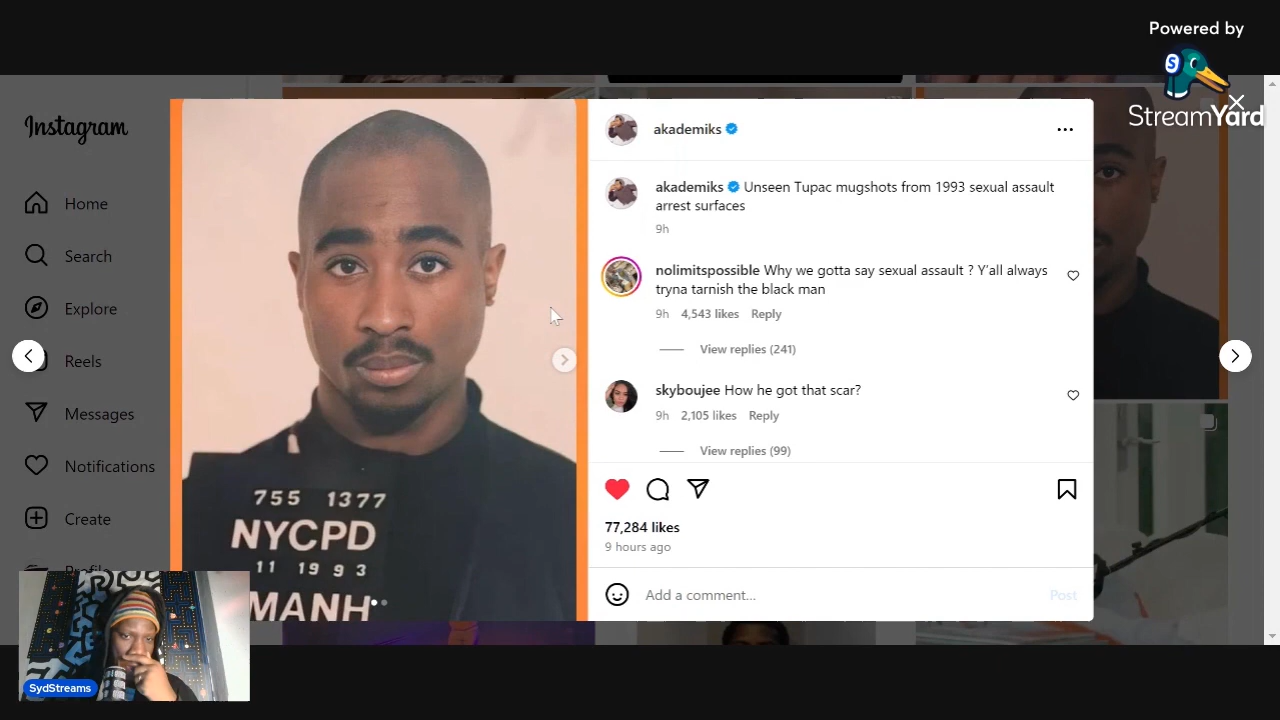 Powered by
StreamYard
Instagram
Home
Search
Explore
Reels
Messages
Notifications
Create
755 1377
NYCPD
11 1993
MANH
akademiks
akademiks Unseen Tupac mugshots from 1993 sexual assault
arrest surfaces
9h
nolimitspossible Why we gotta say sexual assault ? Y'all always
tryna tarnish the black man
9h 4,543 likes Reply
View replies (241)
skyboujee How he got that scar?
9h 2,105 likes Reply
View replies (99)
77,284 likes
9 hours ago
Add a comment...
Post
SydStreams